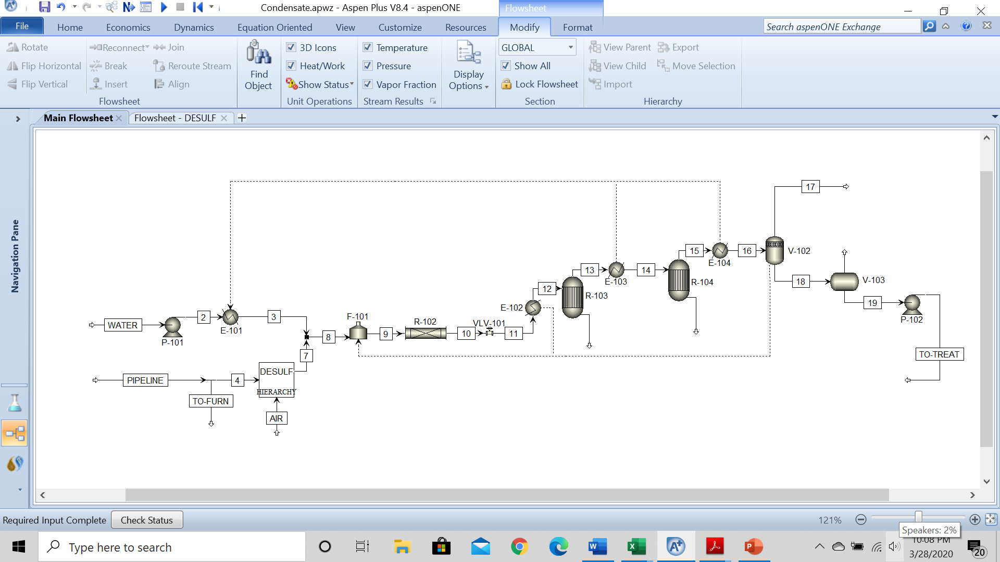 Condensate.apwz - Aspen Plus V8.4 - aspenONE
Flowsheet
File
Home
Economics
Dynamics
Equation Oriented
View
Customize
Resources
Modify
Format
Search aspenONE Exchange
Rotate
Flip Horizontal
Flip Vertical
Reconnect
Break
Insert
Join
Reroute Stream
Align
Flowsheet
Find
Object
3D Icons
Heat/Work
Show Status
Unit Operations
Temperature
Pressure
Vapor Fraction
Stream Results
Display
Options
GLOBAL
Show All
Lock Flowsheet
Section
View Parent
View Child
Import
Export
Move Selection
Hierarchy
Main Flowsheet
Flowsheet - DESULF
Navigation Pane
17
15
16
V-102
E-104
13
14
E-103
R-104
18
V-103
12
R-103
19
P-102
E-102
WATER
2
3
E-101
P-101
F-101
R-102
VLV-101
8
9
10
11
7
TO-TREAT
DESULF
HIERARCHY
PIPELINE
4
TO-FURN
AIR
Required Input Complete
Check Status
121%
Speakers: 2%
Type here to search
10:08 PM
3/28/2020
20